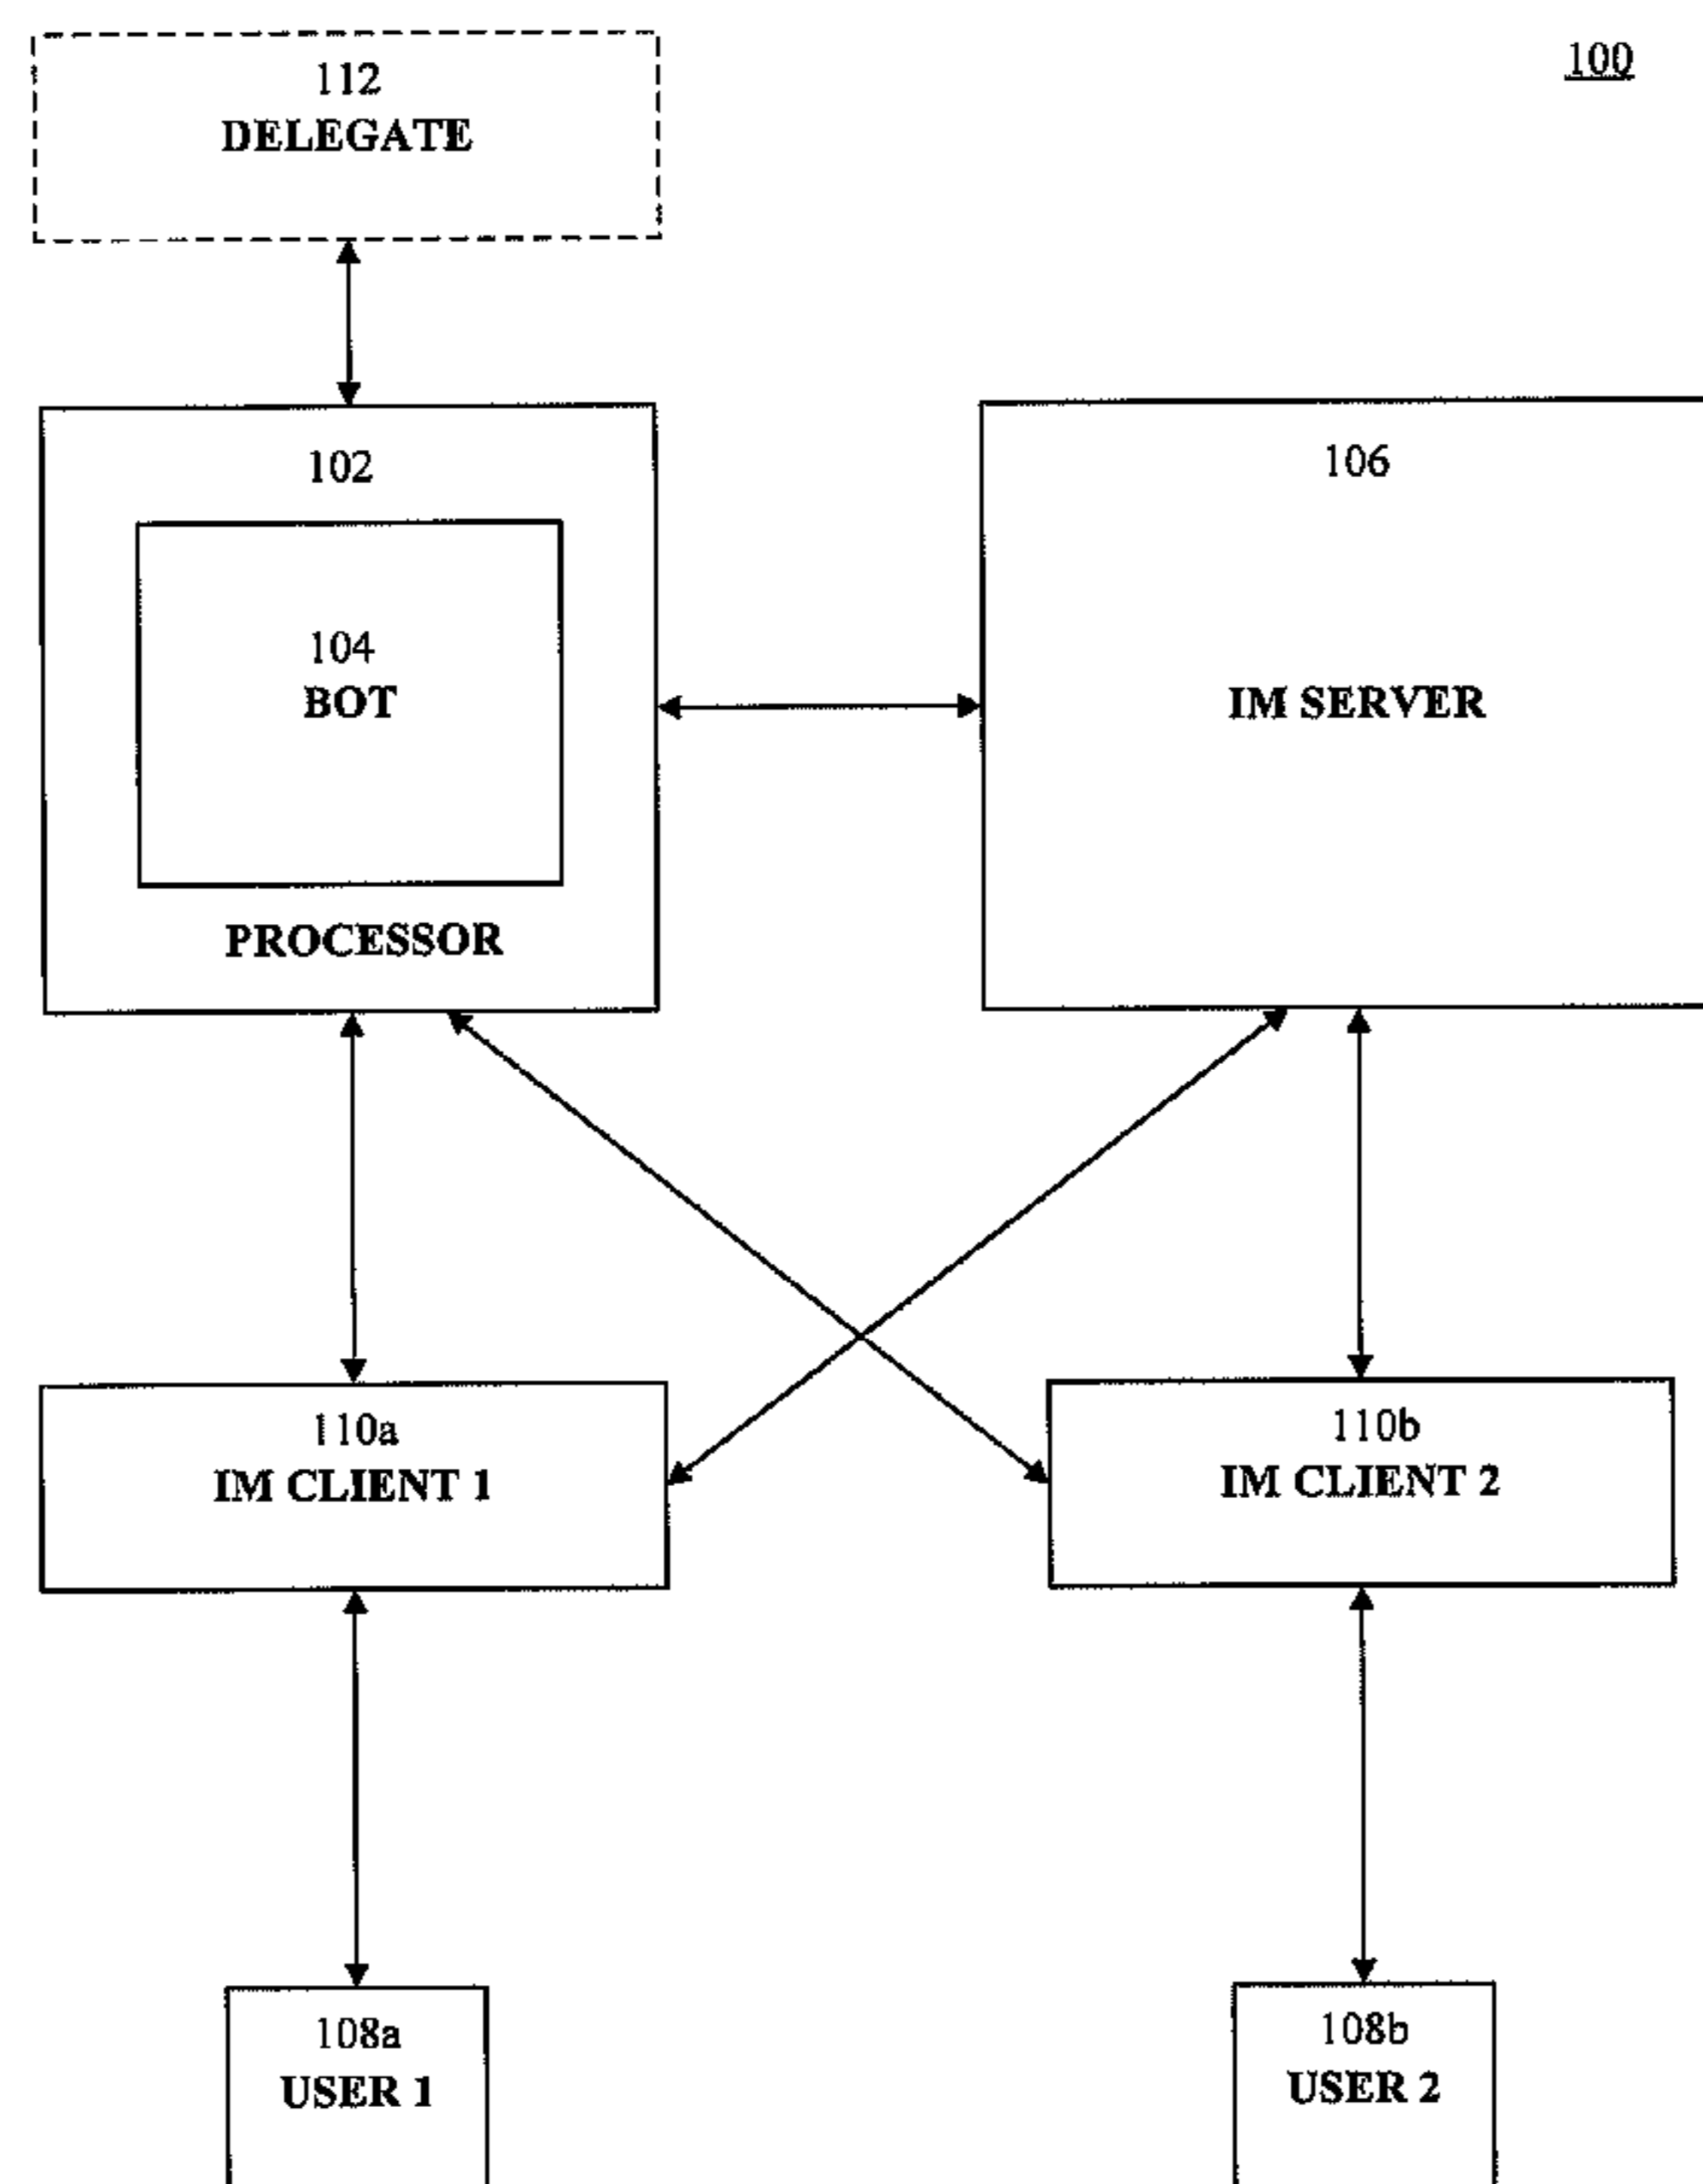 100
112
DELEGATE
102
104
BOT
PROCESSOR
106
IM SERVER
110a
IM CLIENT 1
110b
IM CLIENT 2
108a
USER 1
108b
USER 2